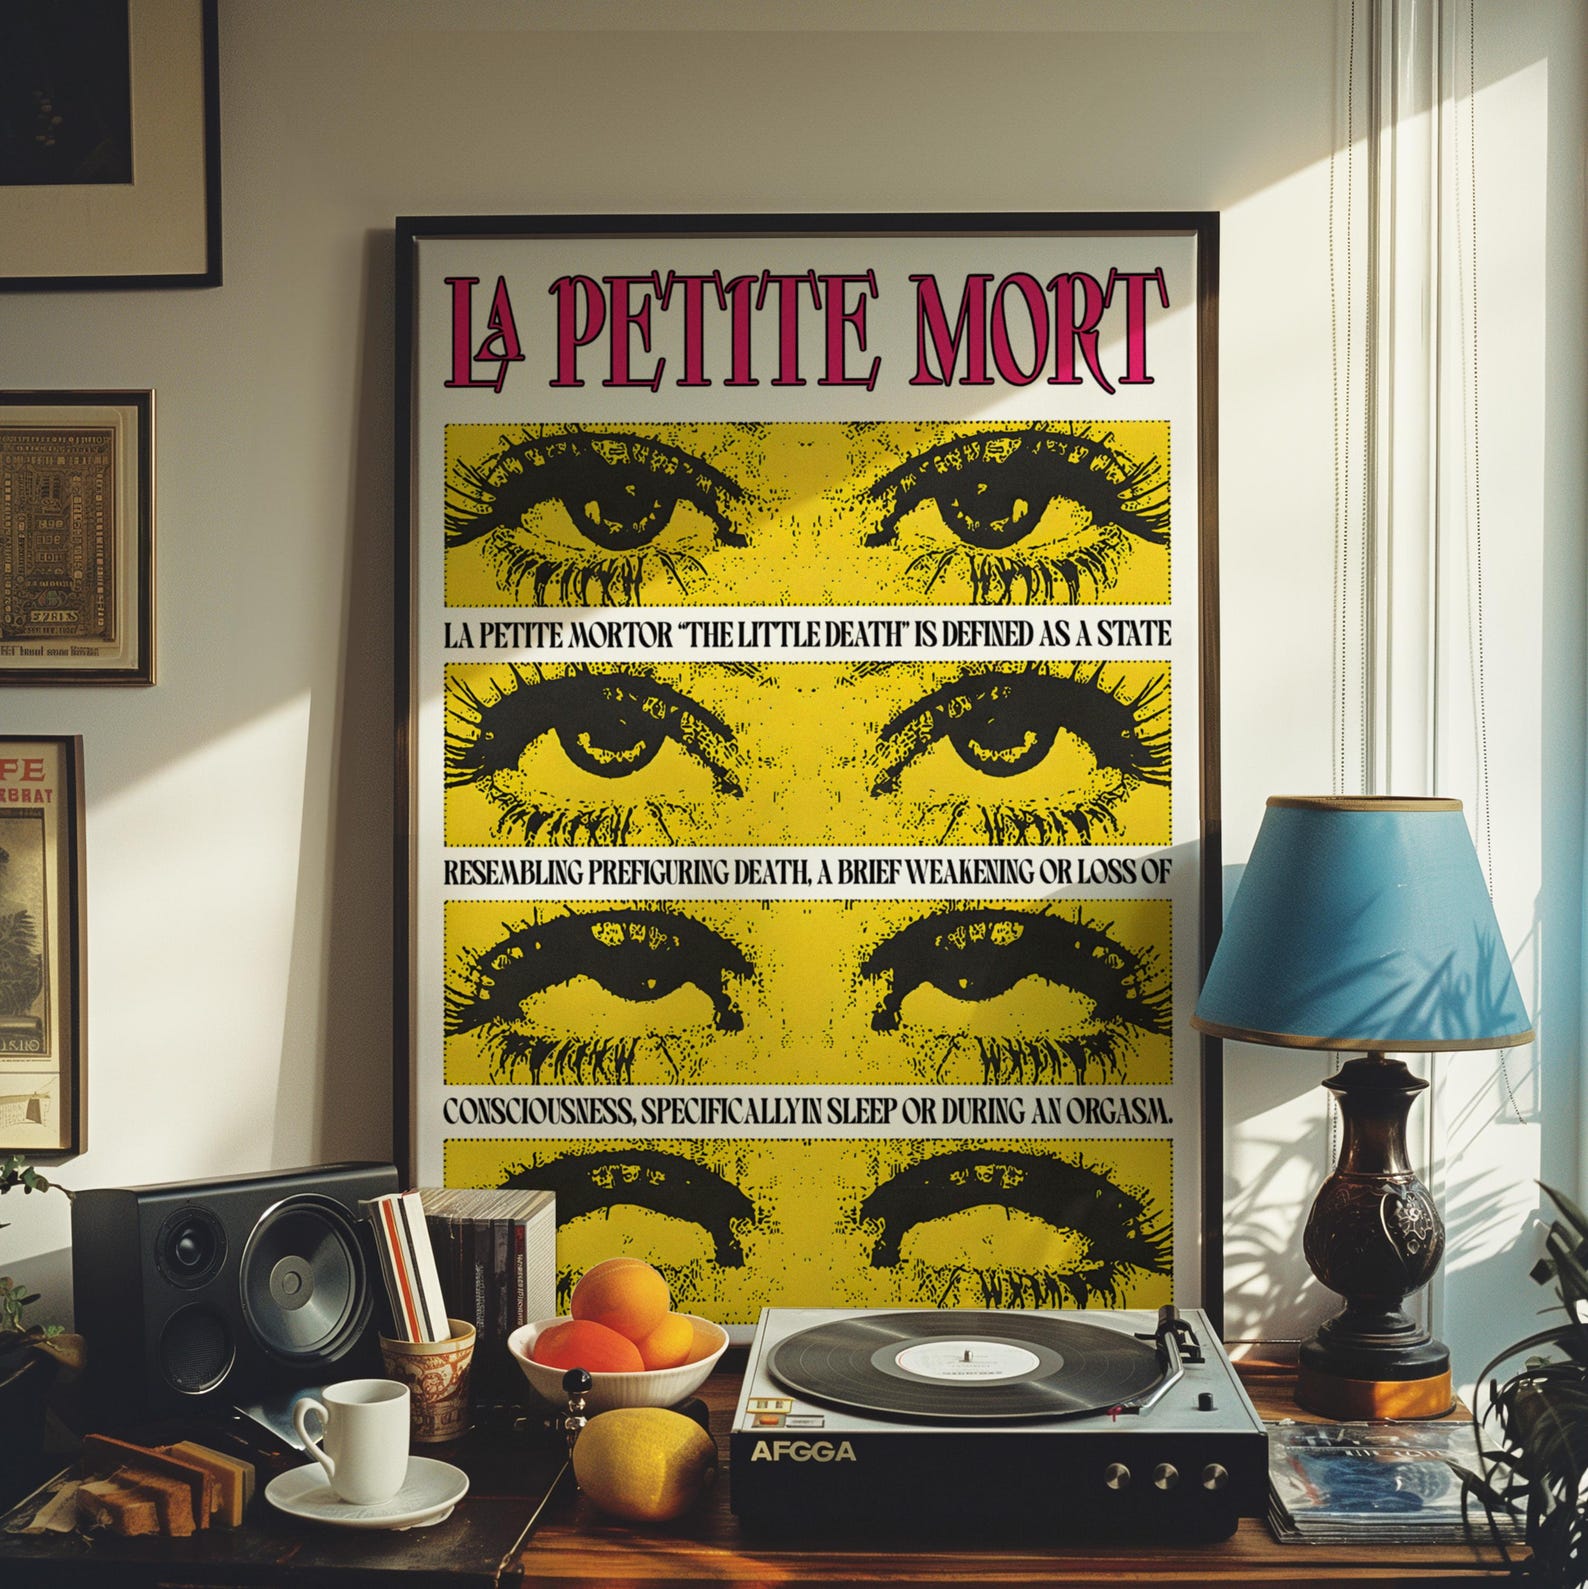 LA PETITE MORT
LA PETITE MORTOR “THE LITTLE DEATH” IS DEFINED AS A STATE
RESEMBLING PREFIGURING DEATH, A BRIEF WEAKENING OR LOSS OF
CONSCIOUSNESS, SPECIFICALLYIN SLEEP OR DURING AN ORGASM.
FE
AFGGA